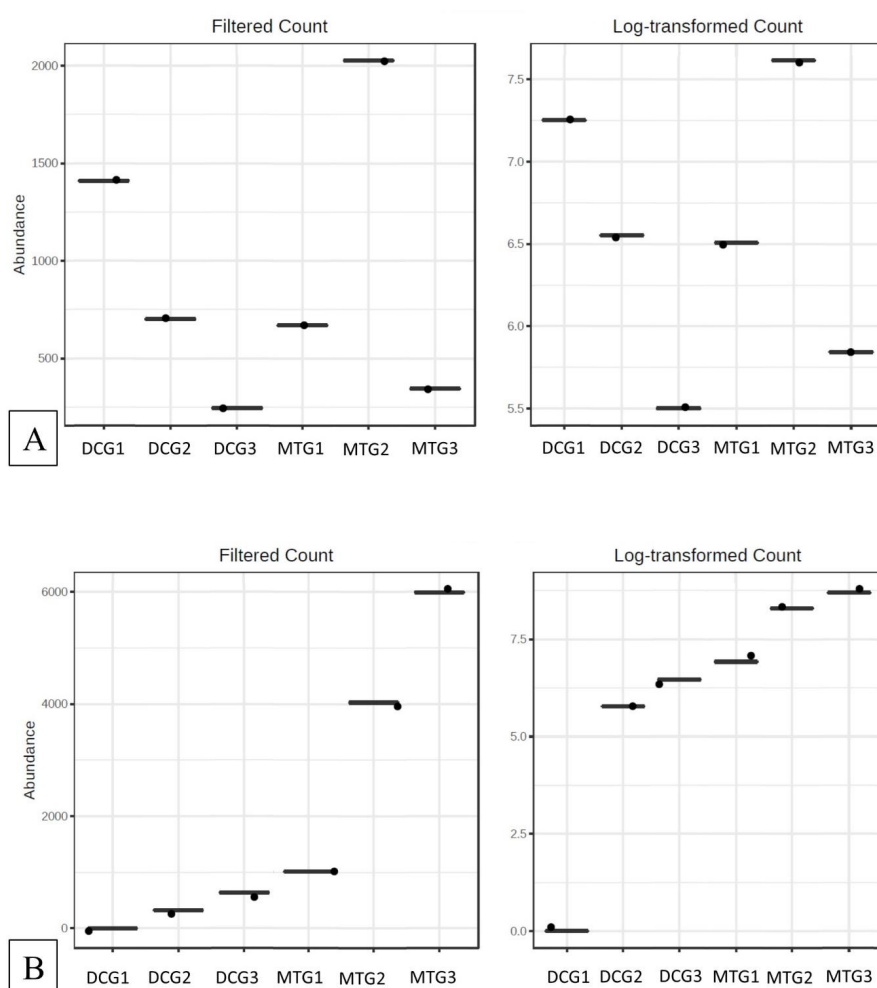 Filtered Count
Log-transformed Count
Abundance
2000
1500
1000
500
7.5
7.0
6.5
6.0
5.5
A
DCG1 DCG2 DCG3 MTG1 MTG2 MTG3
DCG1 DCG2 DCG3 MTG1 MTG2 MTG3
Filtered Count
Log-transformed Count
Abundance
6000
4000
2000
0
7.5
5.0
2.5
0.0
B
DCG1 DCG2 DCG3 MTG1 MTG2 MTG3
DCG1 DCG2 DCG3 MTG1 MTG2 MTG3